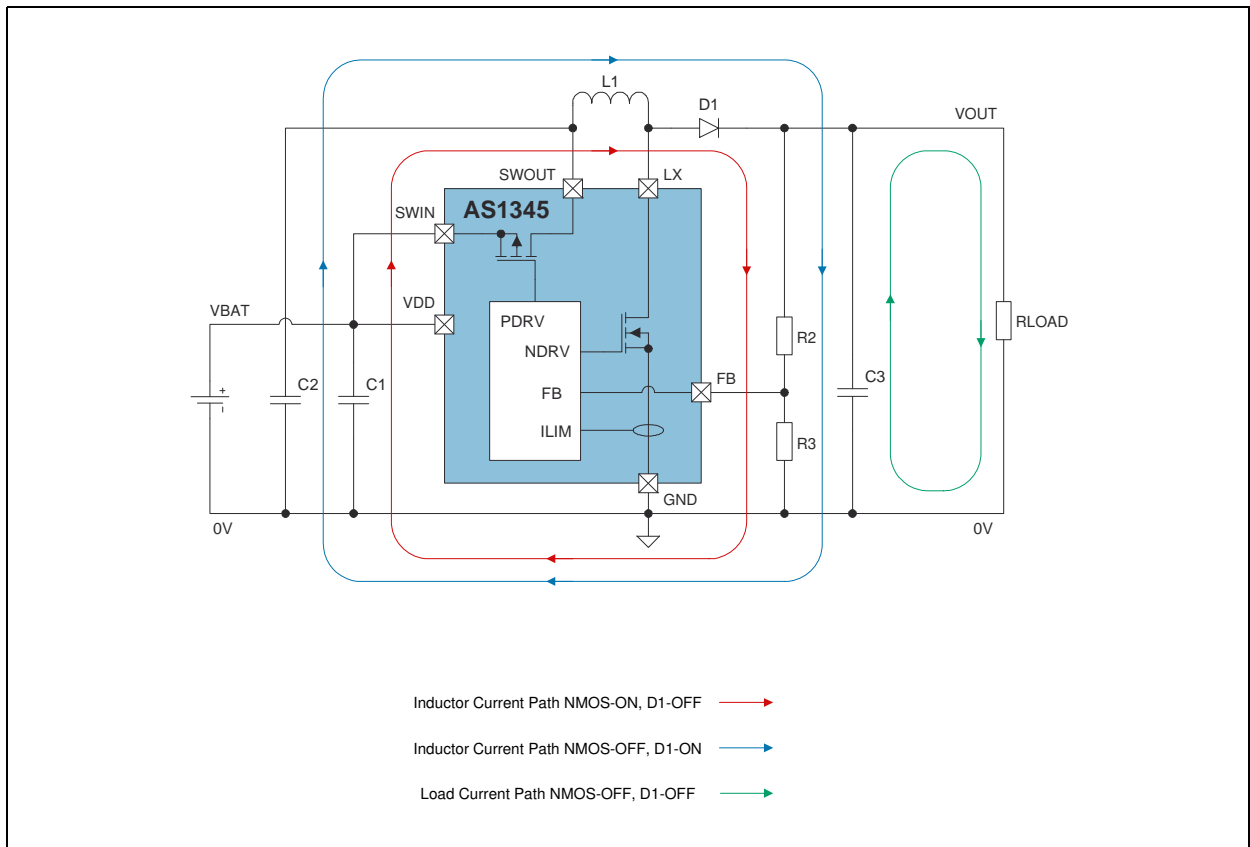 L1
D1
VOUT
SWOUT
LX
AS1345
SWIN
VBAT
VDD
PDRV
NDRV
R2
RLOAD
+
-
C2
C1
FB
FB
C3
ILIM
R3
GND
0V
0V
Inductor Current Path NMOS-ON, D1-OFF
Inductor Current Path NMOS-OFF, D1-ON
Load Current Path NMOS-OFF, D1-OFF